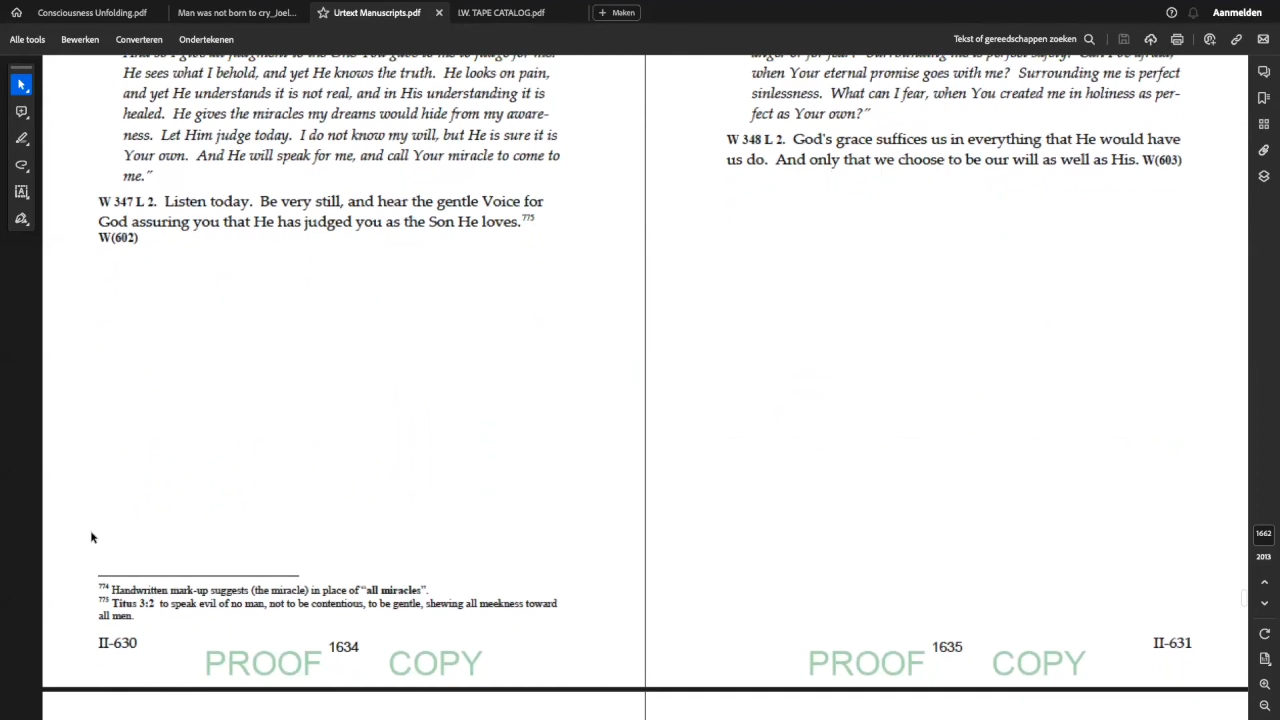 Consciousness Unfolding.pdf
Man was not born to cry_Joel...
Urtext Manuscripts.pdf
I.W. TAPE CATALOG.pdf
Maken
Aanmelden
Alle tools
Bewerken
Converteren
Ondertekenen
Tekst of gereedschappen zoeken
He sees what I behold, and yet He knows the truth. He looks on pain,
and yet He understands it is not real, and in His understanding it is
healed. He gives the miracles my dreams would hide from my aware-
ness. Let Him judge today. I do not know my will, but He is sure it is
Your own. And He will speak for me, and call Your miracle to come to
me."
W 347 L 2. Listen today. Be very still, and hear the gentle Voice for
God assuring you that He has judged you as the Son He loves.775
W(602)
774 Handwritten mark-up suggests (the miracle) in place of "all miracles".
775 Titus 3:2 to speak evil of no man, not to be contentious, to be gentle, shewing all meekness toward
all men.
II-630
1634
PROOF COPY
when Your eternal promise goes with me? Surrounding me is perfect
sinlessness. What can I fear, when You created me in holiness as per-
fect as Your own?"
W 348 L 2. God's grace suffices us in everything that He would have
us do. And only that we choose to be our will as well as His. W(603)
1635
II-631
PROOF COPY
1662
2013